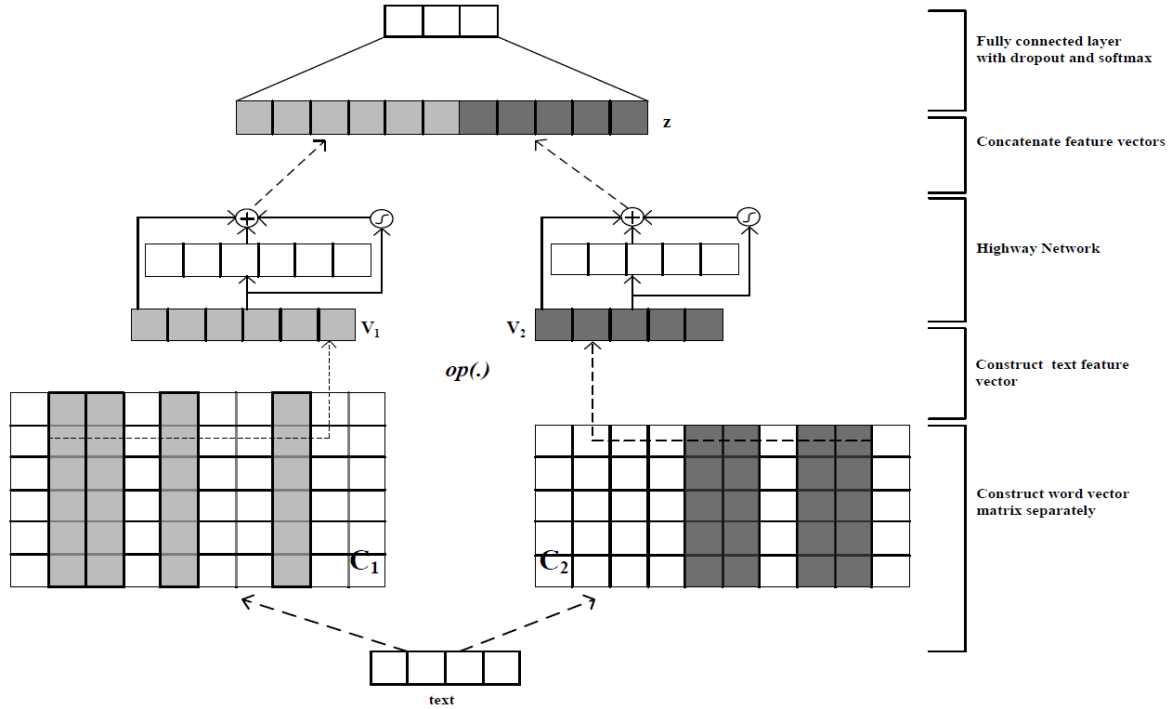 Fully connected layer
with dropout and softmax
z
Concatenate feature vectors
Highway Network
V1
V2
op(.)
Construct text feature
vector
C1
C2
Construct word vector
matrix separately
text